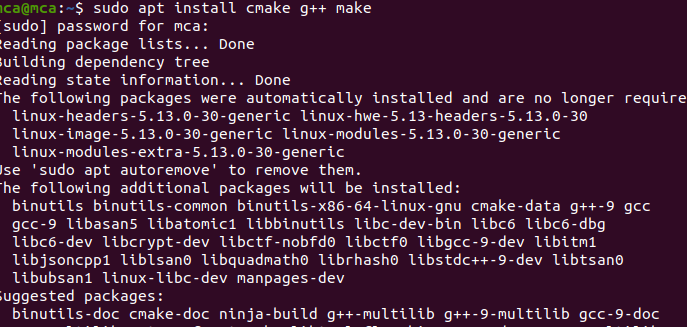 mca@mca:~$ sudo apt install cmake g++ make
[sudo] password for mca:
Reading package lists... Done
Building dependency tree
Reading state information... Done
The following packages were automatically installed and are no longer require
linux-headers-5.13.0-30-generic linux-hwe-5.13-headers-5.13.0-30
linux-image-5.13.0-30-generic linux-modules-5.13.0-30-generic
linux-modules-extra-5.13.0-30-generic
Use 'sudo apt autoremove' to remove them.
The following additional packages will be installed:
binutils binutils-common binutils-x86-64-linux-gnu cmake-data g++-9 gcc
gcc-9 libasan5 libatomic1 libbinutils libc-dev-bin libc6 libc6-dbg
libc6-dev libcrypt-dev libctf-nobfd0 libctf0 libgcc-9-dev libitm1
libjsoncpp1 liblsan0 libquadmath0 librhash0 libstdc++-9-dev libtsan0
libubsan1 linux-libc-dev manpages-dev
Suggested packages:
binutils-doc cmake-doc ninja-build g++-multilib g++-9-multilib gcc-9-doc